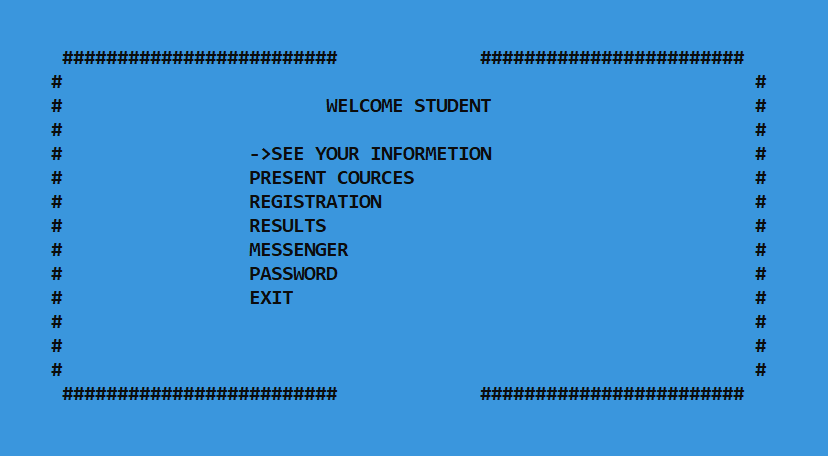 #########################             ########################
#                                                               #
#                        WELCOME STUDENT                        #
#                                                               #
#                 ->SEE YOUR INFORMETION                        #
#                 PRESENT COURCES                               #
#                 REGISTRATION                                  #
#                 RESULTS                                       #
#                 MESSENGER                                     #
#                 PASSWORD                                      #
#                 EXIT                                          #
#                                                               #
#                                                               #
#                                                               #
#########################             ########################